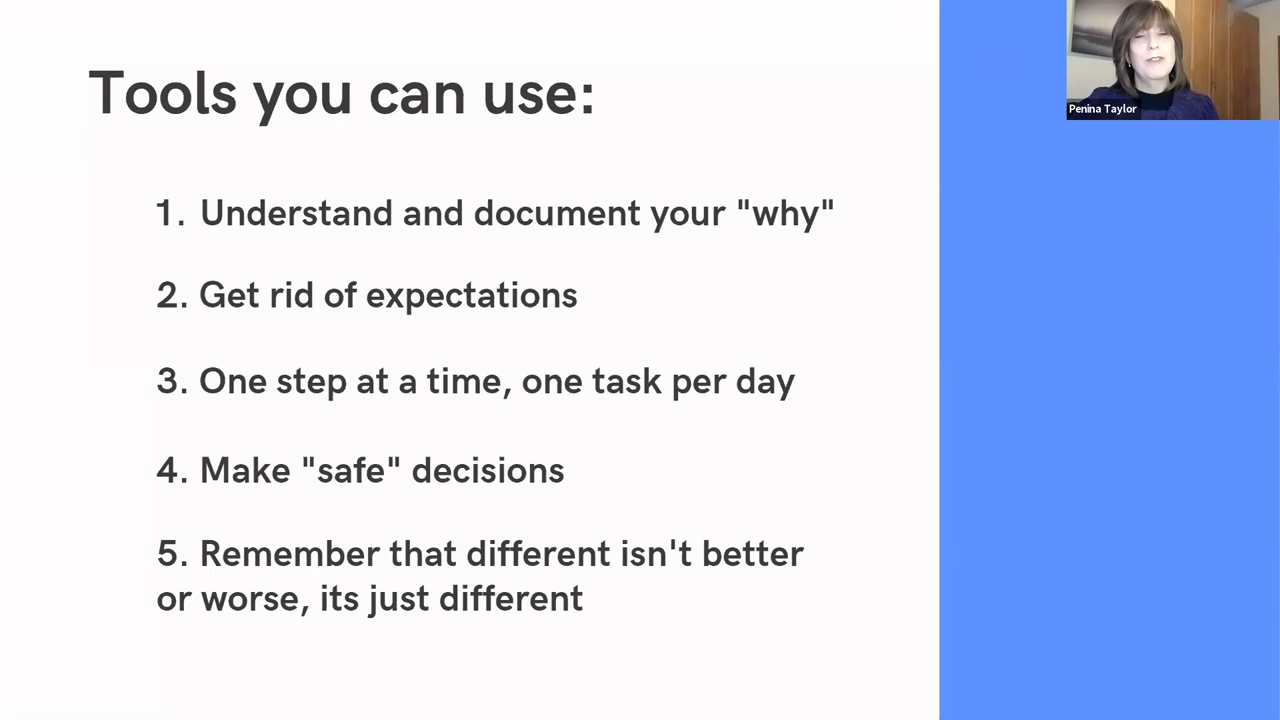 Tools you can use:
Penina Taylor
1. Understand and document your "why"
2. Get rid of expectations
3. One step at a time, one task per day
4. Make "safe" decisions
5. Remember that different isn't better
or worse, its just different